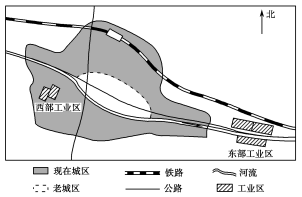 北
西部工业区
东部工业区
现在城区 铁路 河流
老城区 公路 工业区